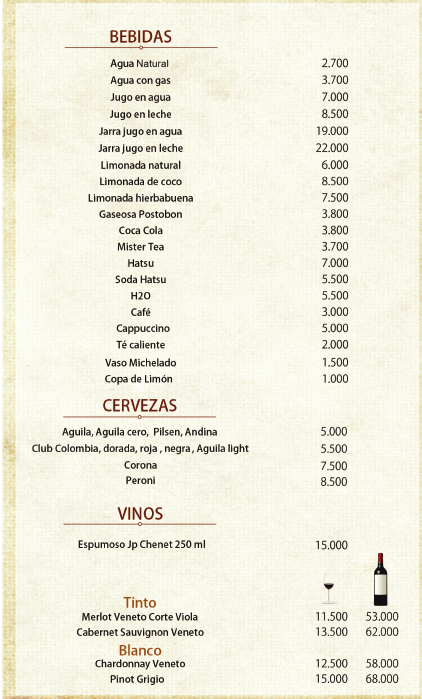 BEBIDAS
Agua Natural 2.700
Agua con gas 3.700
Jugo en agua 7.000
Jugo en leche 8.500
Jarra jugo en agua 19.000
Jarra jugo en leche 22.000
Limonada natural 6.000
Limonada de coco 8.500
Limonada hierbabuena 7.500
Gaseosa Postobon 3.800
Coca Cola 3.800
Mister Tea 3.700
Hatsu 7.000
Soda Hatsu 5.500
H2O 5.500
Café 3.000
Cappuccino 5.000
Té caliente 2.000
Vaso Michelado 1.500
Copa de Limón 1.000
CERVEZAS
Aguila, Aguila cero, Pilsen, Andina 5.000
Club Colombia, dorada, roja , negra , Aguila light 5.500
Corona 7.500
Peroni 8.500
VINOS
Espumoso Jp Chenet 250 ml 15.000
Tinto
Merlot Veneto Corte Viola 11.500 53.000
Cabernet Sauvignon Veneto 13.500 62.000
Blanco
Chardonnay Veneto 12.500 58.000
Pinot Grigio 15.000 68.000